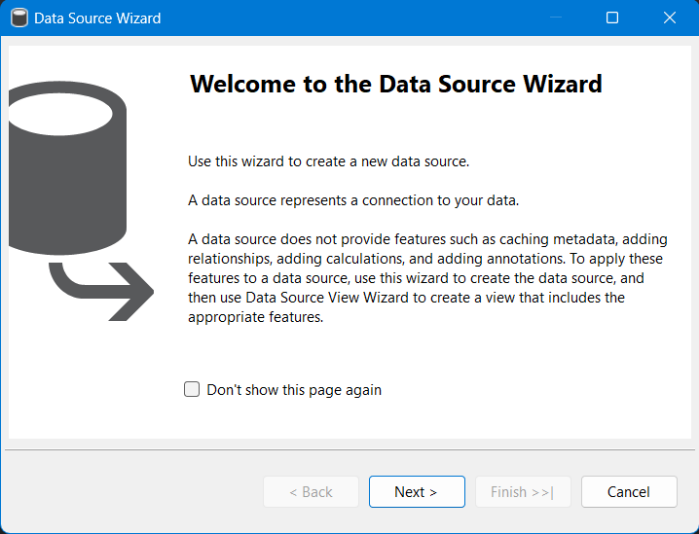 Data Source Wizard
Welcome to the Data Source Wizard
Use this wizard to create a new data source.
A data source represents a connection to your data.
A data source does not provide features such as caching metadata, adding
relationships, adding calculations, and adding annotations. To apply these
features to a data source, use this wizard to create the data source, and
then use Data Source View Wizard to create a view that includes the
appropriate features.
Don't show this page again
< Back
Next >
Finish >>|
Cancel